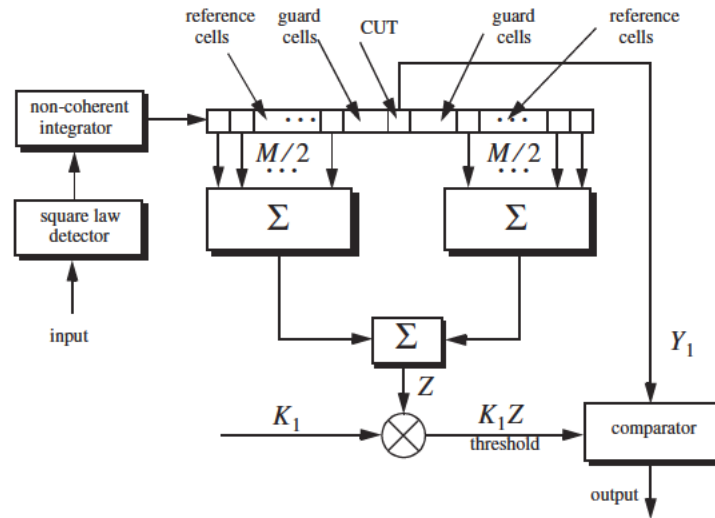 reference
cells
guard
cells
CUT
guard
cells
reference
cells
non-coherent
integrator
...
...
M/2
...
M/2
...
square law
detector
Σ
Σ
input
Σ
Z
Y₁
K₁
K₁Z
threshold
comparator
output